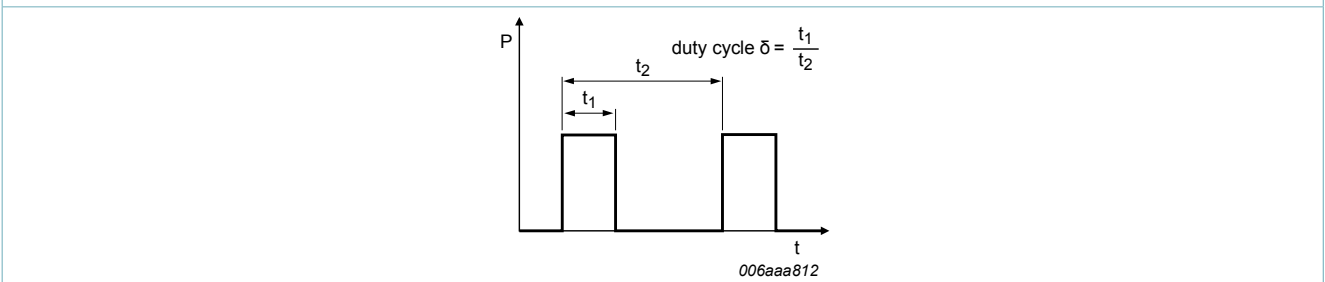 P
duty cycle δ = t1
t2
t2
t1
t
006aaa812